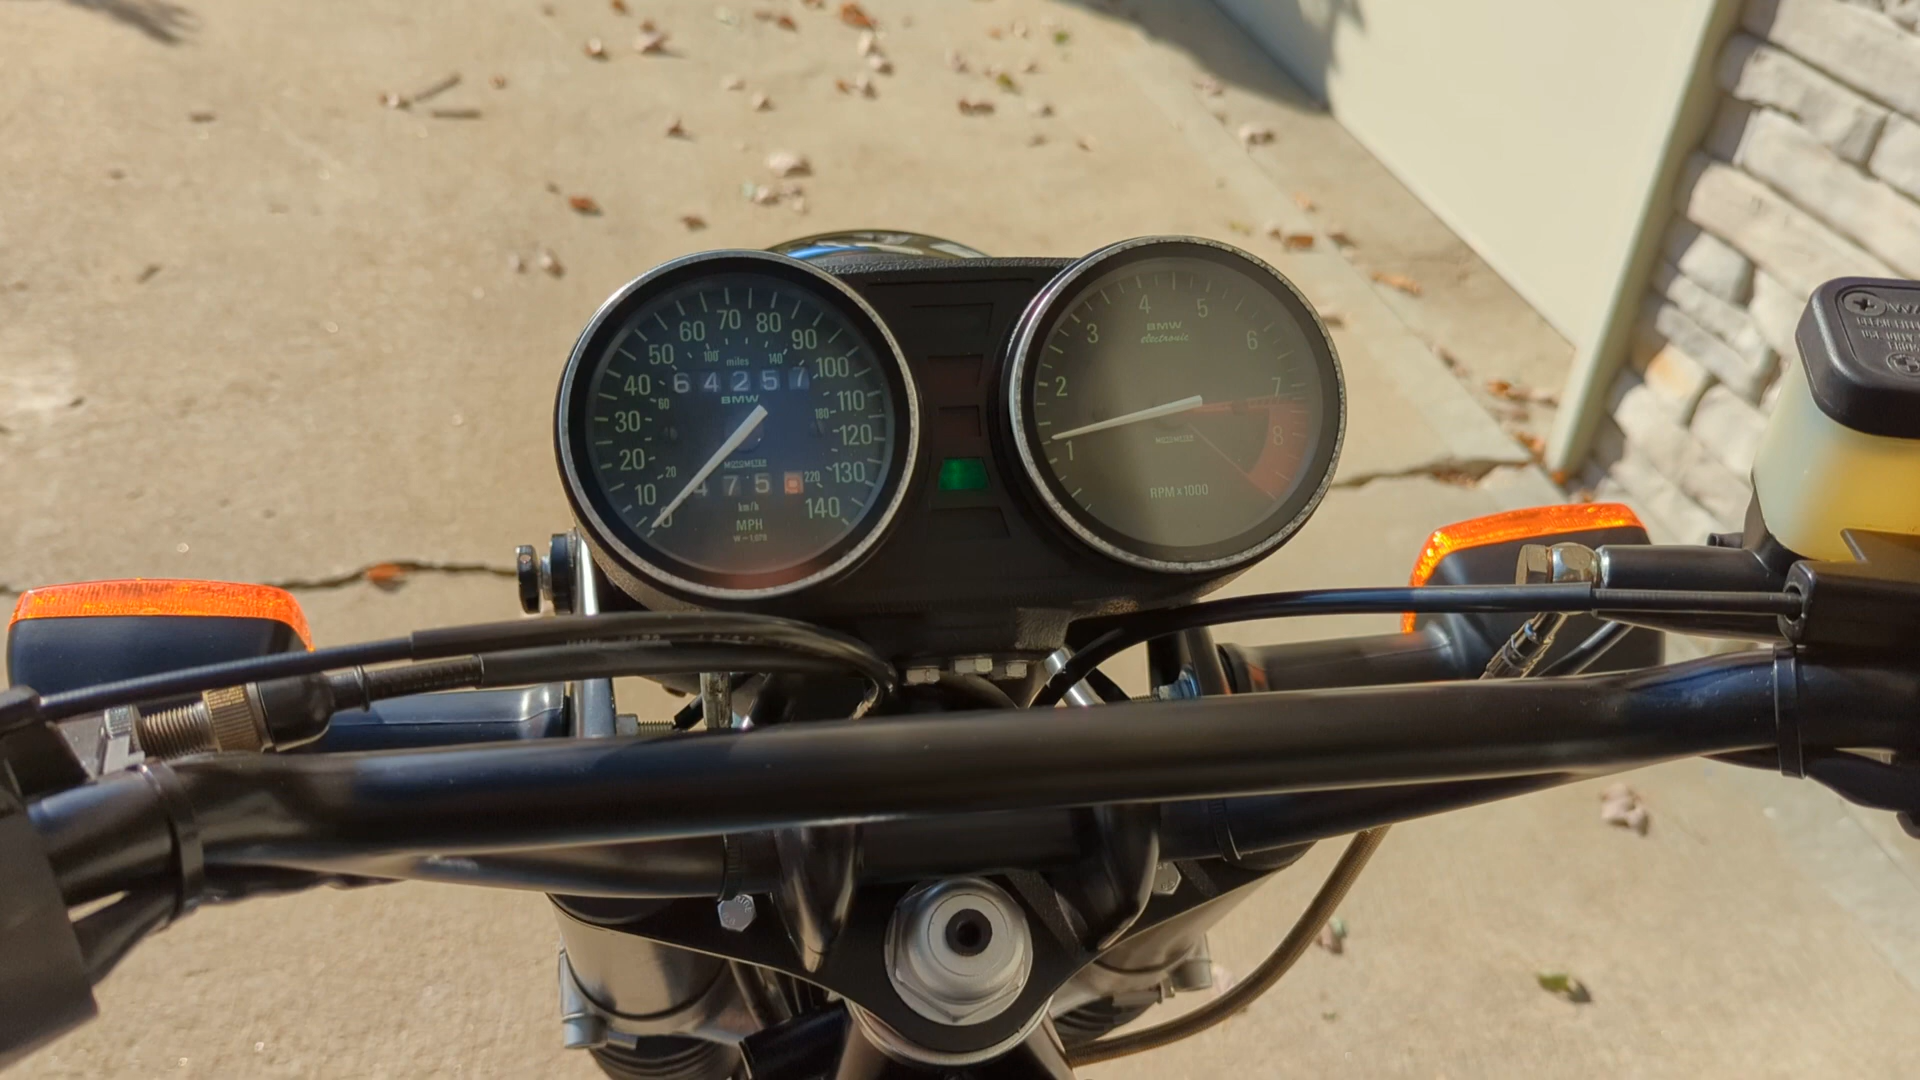 10 20 30 40 50 60 70 80 90 100 110 120 130 140
20 60 100 140 180 220
miles
64257
BMW
MOTOMETER
475
km/h
MPH
1 2 3 4 5 6 7 8
BMW
electronic
MOTOMETER
RPM x 1000